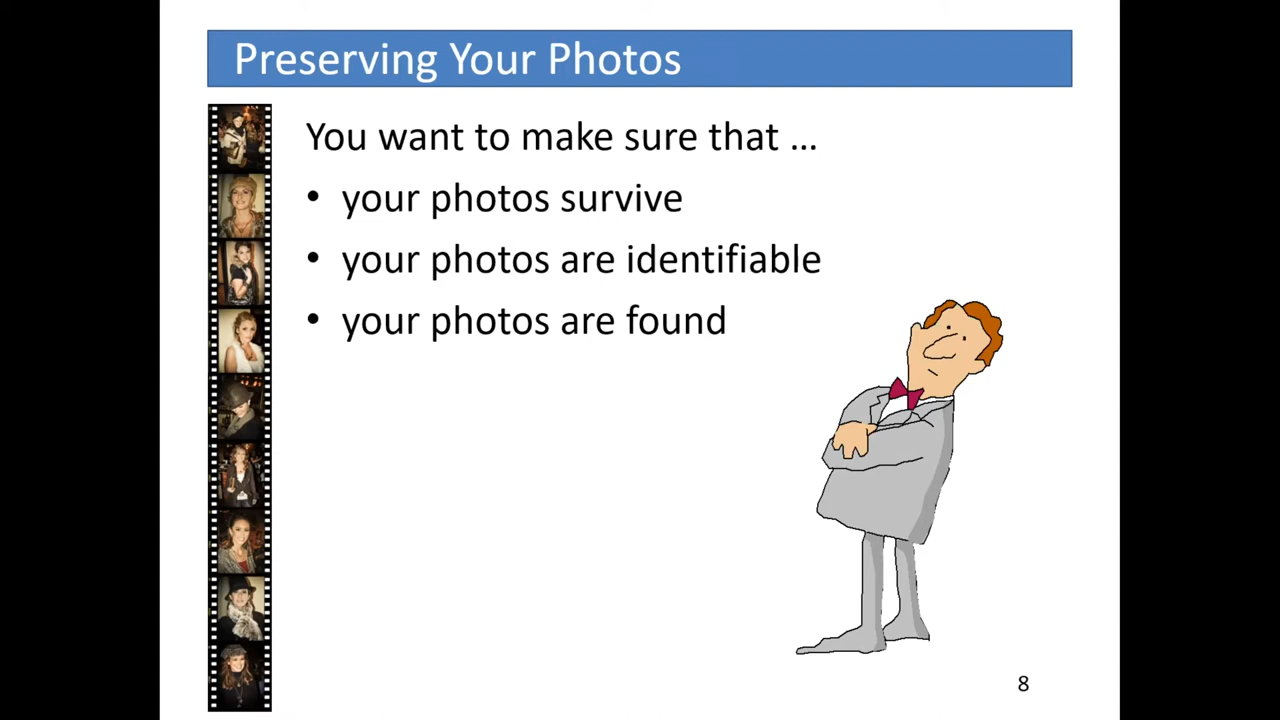 Preserving Your Photos
You want to make sure that ...
• your photos survive
• your photos are identifiable
• your photos are found
8